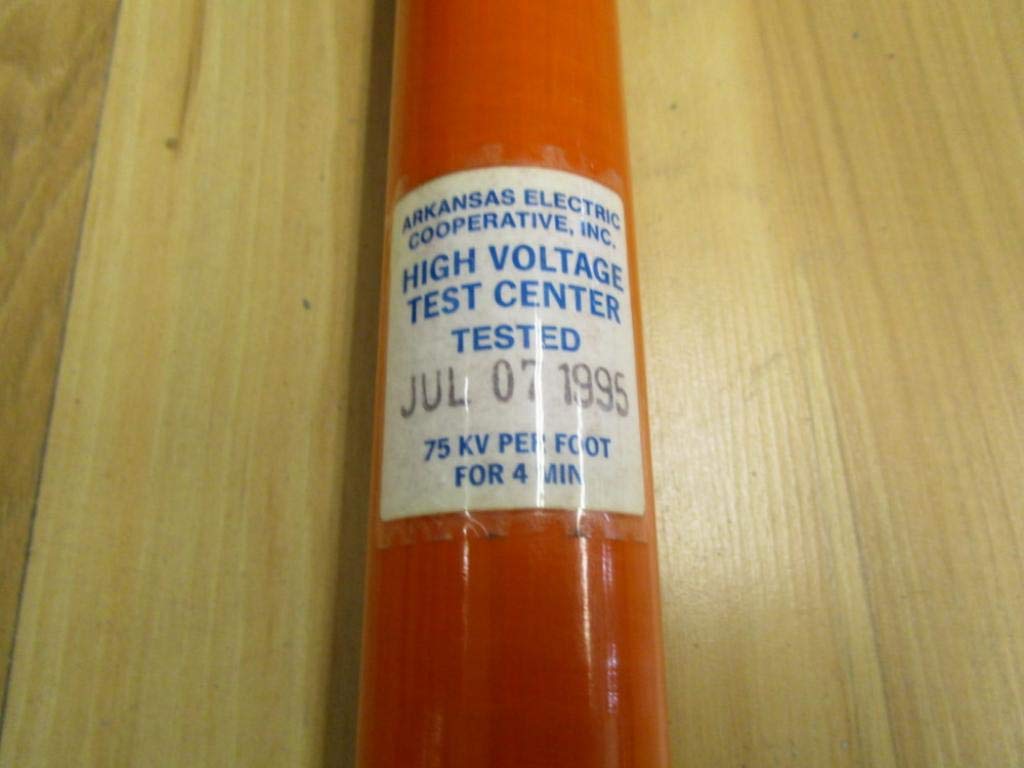 ARKANSAS ELECTRIC
COOPERATIVE, INC.
HIGH VOLTAGE
TEST CENTER
TESTED
JUL 07 1995
75 KV PER FOOT
FOR 4 MIN